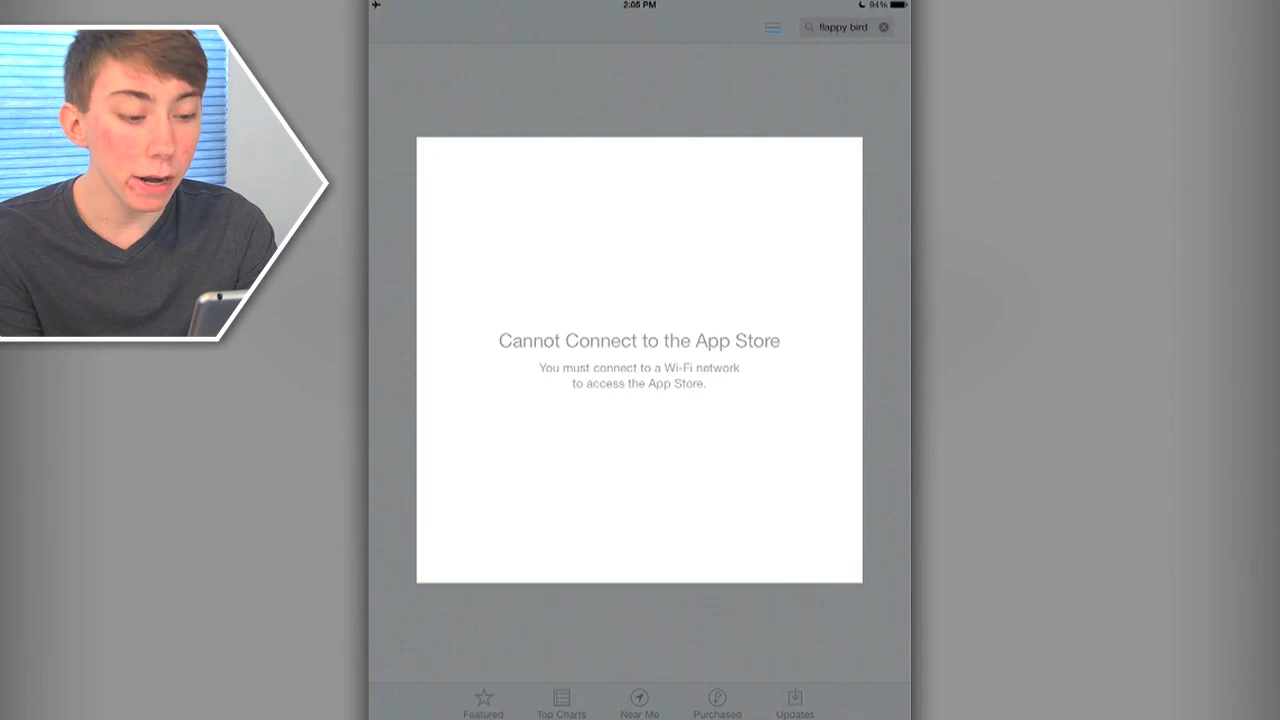 2:05 PM
94%
flappy bird
Cannot Connect to the App Store
You must connect to a Wi-Fi network
to access the App Store.
Featured
Top Charts
Near Me
Purchased
Updates